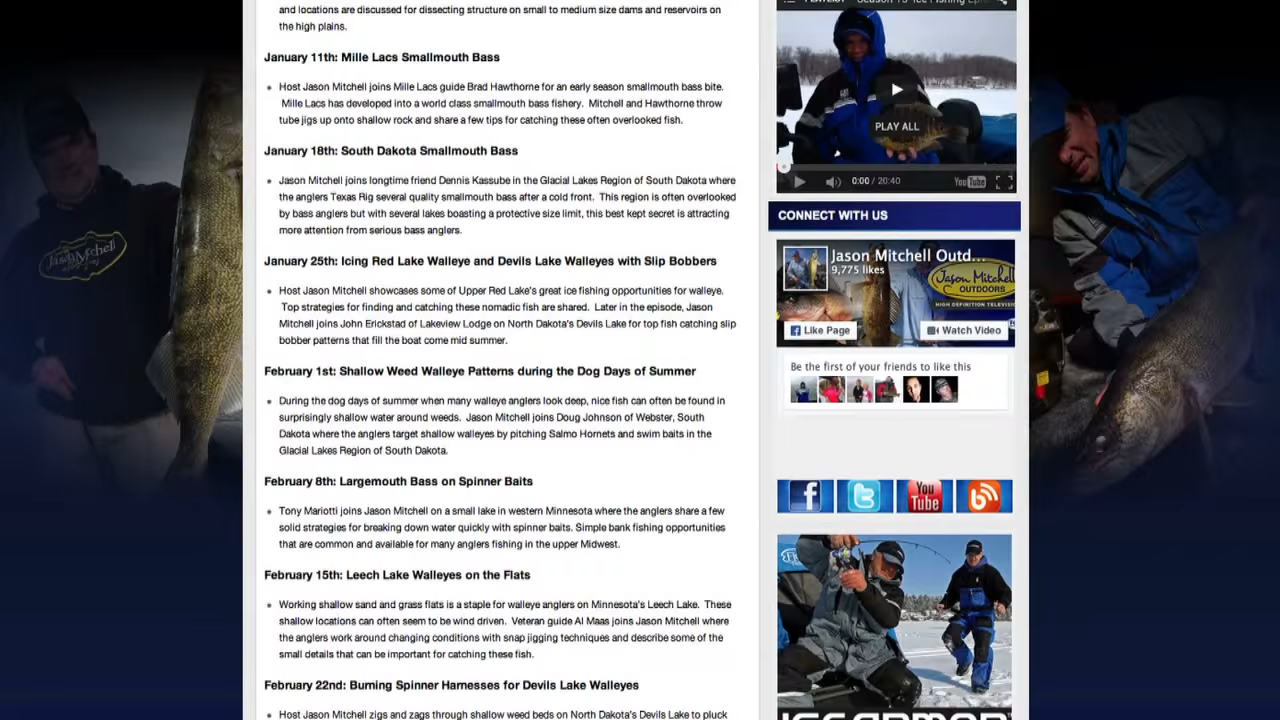 and locations are discussed for dissecting structure on small to medium size dams and reservoirs on
the high plains.
January 11th: Mille Lacs Smallmouth Bass
Host Jason Mitchell joins Mille Lacs guide Brad Hawthorne for an early season smallmouth bass bite.
Mille Lacs has developed into a world class smallmouth bass fishery. Mitchell and Hawthorne throw
tube jigs up onto shallow rock and share a few tips for catching these often overlooked fish.
January 18th: South Dakota Smallmouth Bass
Jason Mitchell joins longtime friend Dennis Kassube in the Glacial Lakes Region of South Dakota where
the anglers Texas Rig several quality smallmouth bass after a cold front. This region is often overlooked
by bass anglers but with several lakes boasting a protective size limit, this best kept secret is attracting
more attention from serious bass anglers.
January 25th: Icing Red Lake Walleye and Devils Lake Walleyes with Slip Bobbers
Host Jason Mitchell showcases some of Upper Red Lake's great ice fishing opportunities for walleye.
Top strategies for finding and catching these nomadic fish are shared. Later in the episode, Jason
Mitchell joins John Erickstad of Lakeview Lodge on North Dakota's Devils Lake for top fish catching slip
bobber patterns that fill the boat come mid summer.
February 1st: Shallow Weed Walleye Patterns during the Dog Days of Summer
During the dog days of summer when many walleye anglers look deep, nice fish can often be found in
surprisingly shallow water around weeds. Jason Mitchell joins Doug Johnson of Webster, South
Dakota where the anglers target shallow walleyes by pitching Salmo Hornets and swim baits in the
Glacial Lakes Region of South Dakota.
February 8th: Largemouth Bass on Spinner Baits
Tony Mariotti joins Jason Mitchell on a small lake in western Minnesota where the anglers share a few
solid strategies for breaking down water quickly with spinner baits. Simple bank fishing opportunities
that are common and available for many anglers fishing in the upper Midwest.
February 15th: Leech Lake Walleyes on the Flats
Working shallow sand and grass flats is a staple for walleye anglers on Minnesota's Leech Lake. These
shallow locations can often seem to be wind driven. Veteran guide Al Maas joins Jason Mitchell where
the anglers work around changing conditions with snap jigging techniques and describe some of the
small details that can be important for catching these fish.
February 22nd: Burning Spinner Harnesses for Devils Lake Walleyes
Host Jason Mitchell zigs and zags through shallow weed beds on North Dakota's Devils Lake to pluck
PLAY ALL
0:00 / 20:40
YouTube
CONNECT WITH US
Jason Mitchell Outd...
9,775 likes
Jason Mitchell
OUTDOORS
HIGH DEFINITION TELEVIS
Like Page
Watch Video
Be the first of your friends to like this
You
Tube
ICE ARMOR
Jason Mitchell